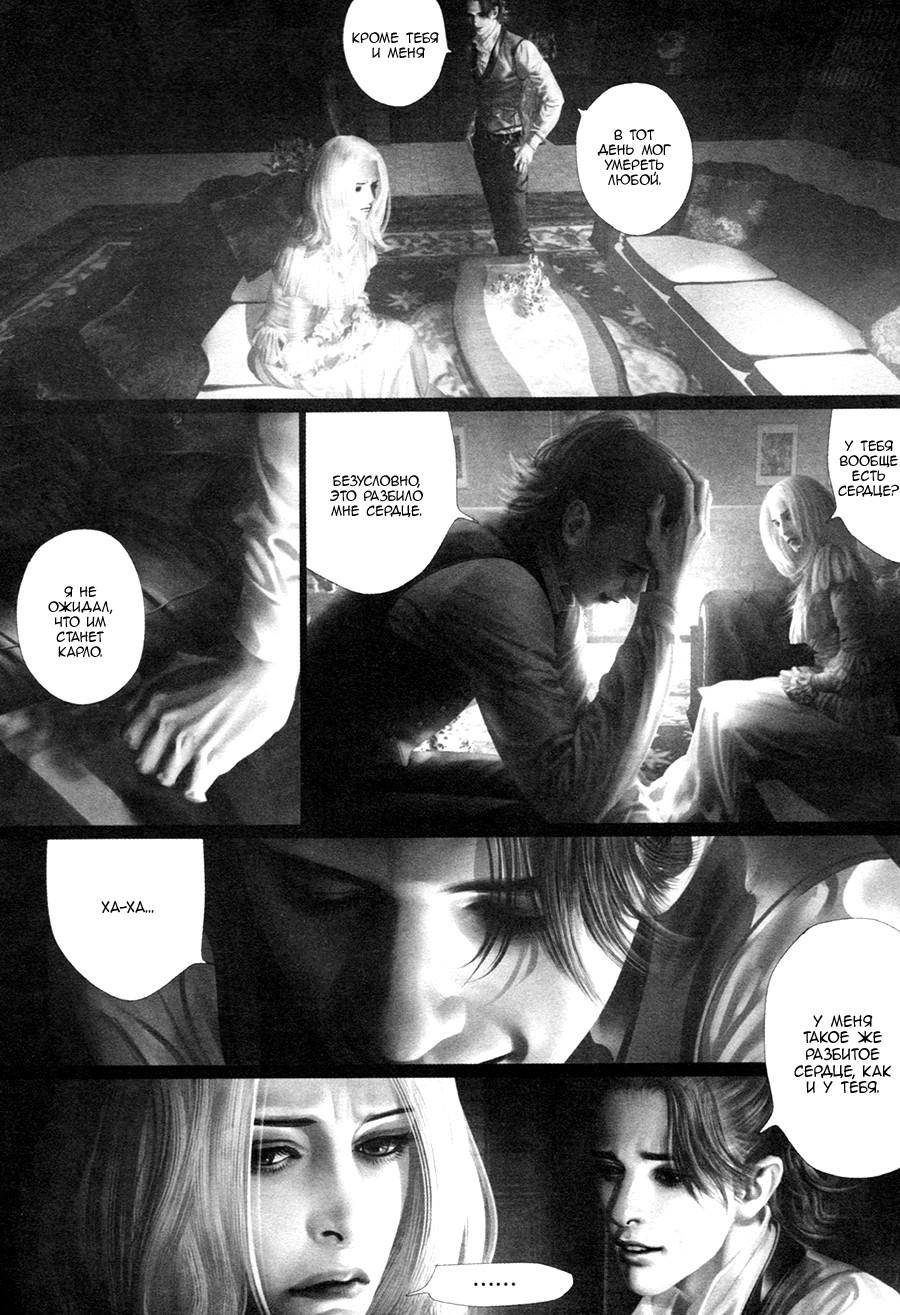 В ТОТ
ДЕНЬ МОГ
УМЕРЕТЬ
ЛЮБОЙ.
КРОМЕ ТЕБЯ
И МЕНЯ
У ТЕБЯ
ВООБЩЕ
ЕСТЬ
СЕРДЦЕ?
БЕЗУСЛОВНО,
ЭТО РАЗБИЛО
МНЕ СЕРДЦЕ.
Я НЕ
ОЖИДАЛ,
ЧТО ИМ
СТАНЕТ
КАРЛО.
ХА-ХА...
У МЕНЯ
ТАКОЕ ЖЕ
РАЗБИТОЕ
СЕРДЦЕ, КАК
И У ТЕБЯ.
......